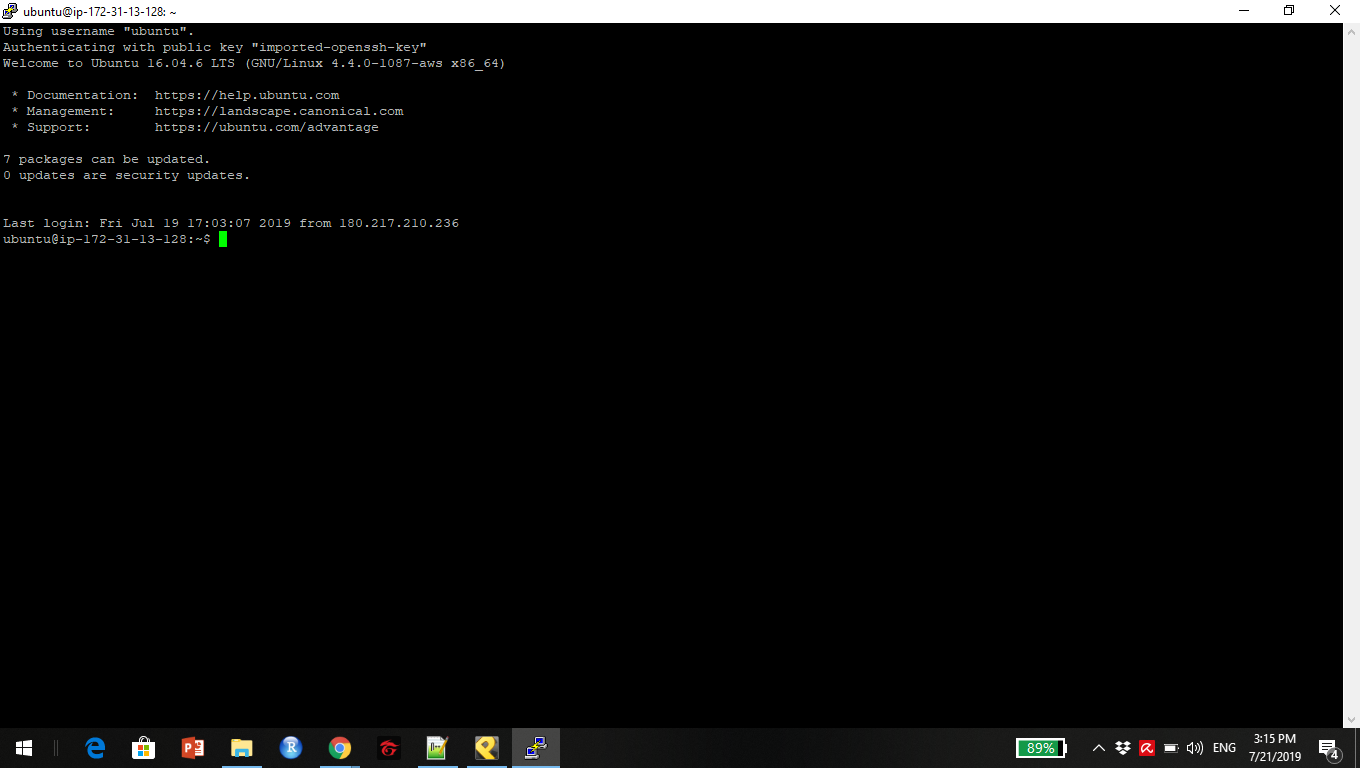 ubuntu@ip-172-31-13-128: ~
Using username "ubuntu".
Authenticating with public key "imported-openssh-key"
Welcome to Ubuntu 16.04.6 LTS (GNU/Linux 4.4.0-1087-aws x86_64)
* Documentation:  https://help.ubuntu.com
* Management:     https://landscape.canonical.com
* Support:        https://ubuntu.com/advantage
7 packages can be updated.
0 updates are security updates.
Last login: Fri Jul 19 17:03:07 2019 from 180.217.210.236
ubuntu@ip-172-31-13-128:~$
89%
ENG
3:15 PM
7/21/2019
4